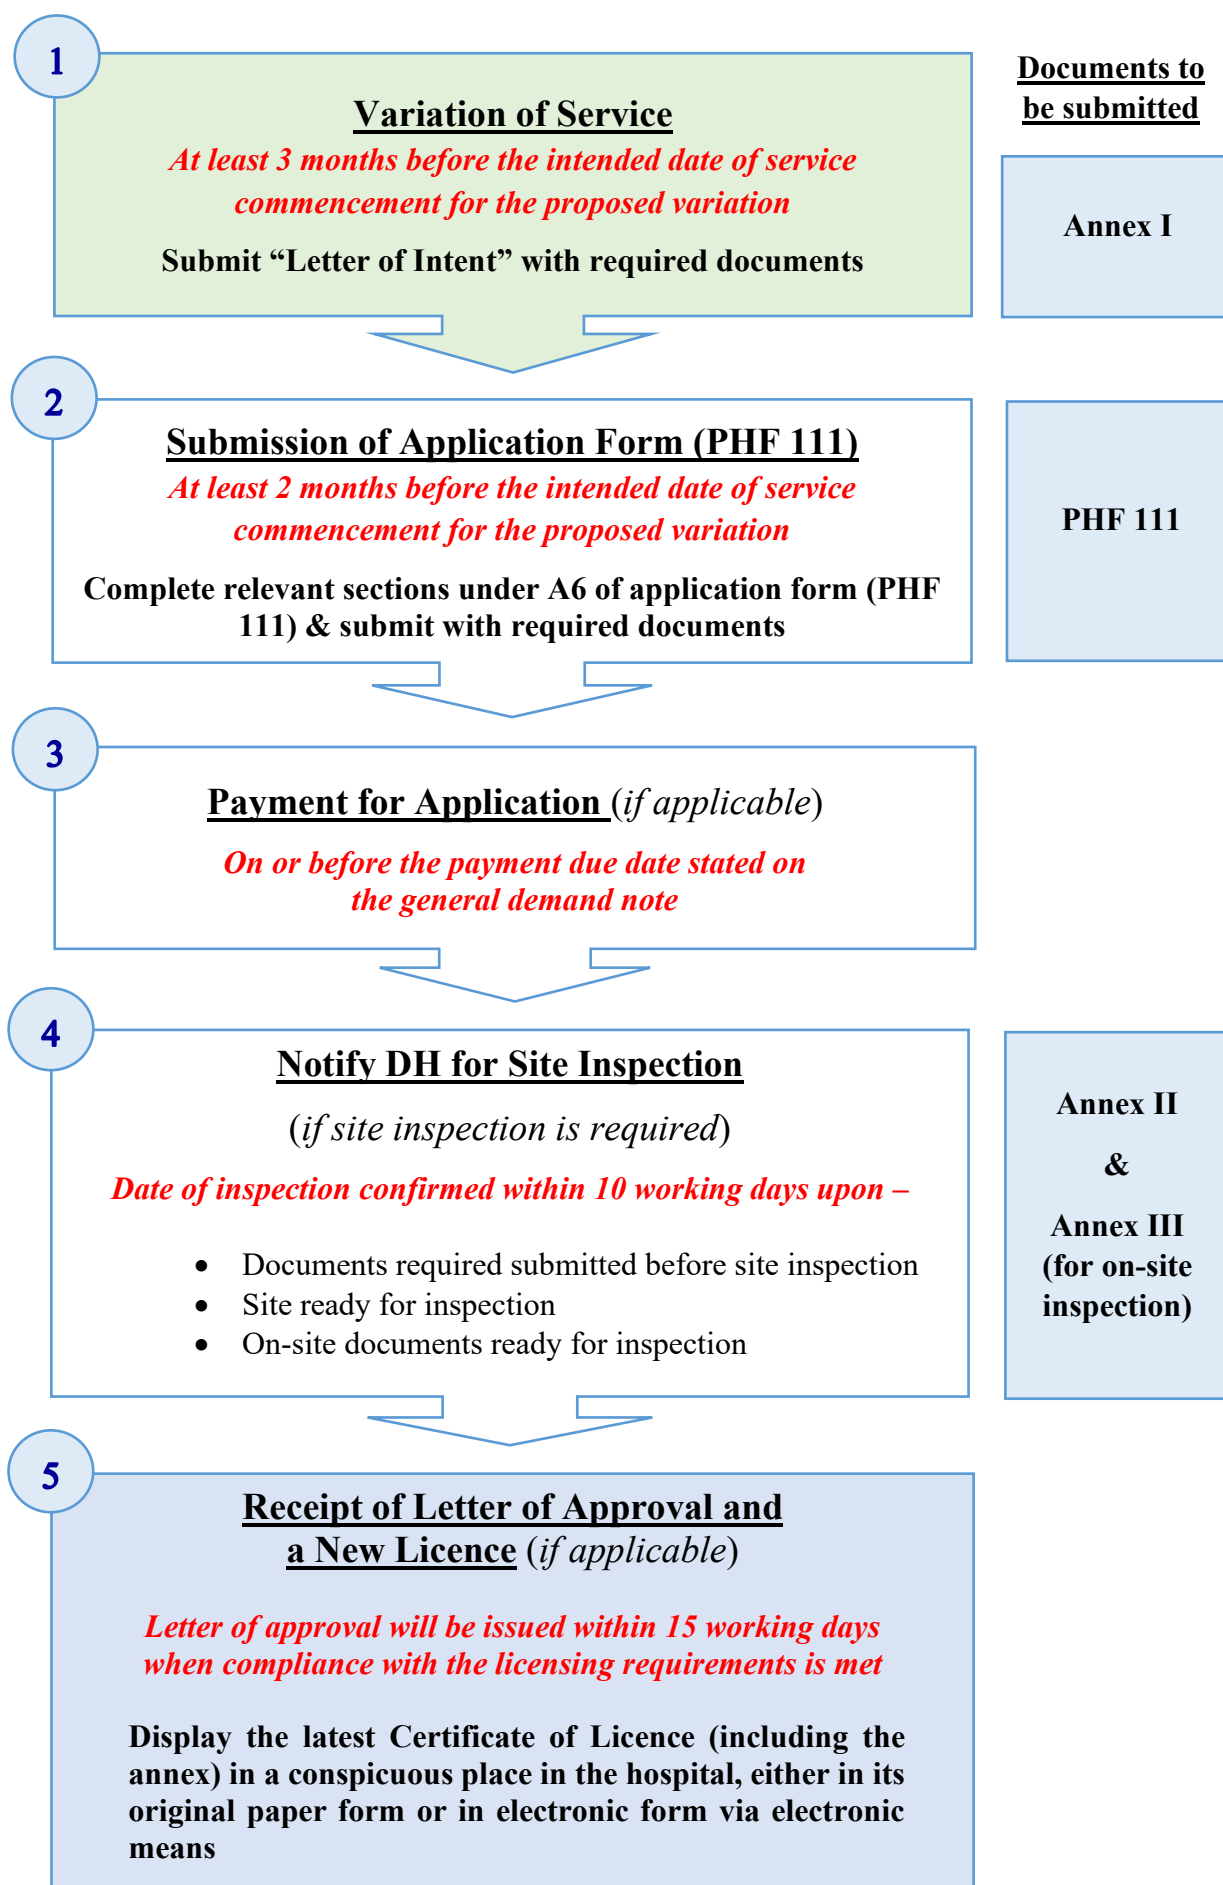 1
Variation of Service
At least 3 months before the intended date of service
commencement for the proposed variation
Submit “Letter of Intent” with required documents
Documents to
be submitted
Annex I
2
Submission of Application Form (PHF 111)
At least 2 months before the intended date of service
commencement for the proposed variation
Complete relevant sections under A6 of application form (PHF
111) & submit with required documents
PHF 111
3
Payment for Application (if applicable)
On or before the payment due date stated on
the general demand note
4
Notify DH for Site Inspection
(if site inspection is required)
Date of inspection confirmed within 10 working days upon –
• Documents required submitted before site inspection
• Site ready for inspection
• On-site documents ready for inspection
Annex II
&
Annex III
(for on-site
inspection)
5
Receipt of Letter of Approval and
a New Licence (if applicable)
Letter of approval will be issued within 15 working days
when compliance with the licensing requirements is met
Display the latest Certificate of Licence (including the
annex) in a conspicuous place in the hospital, either in its
original paper form or in electronic form via electronic
means